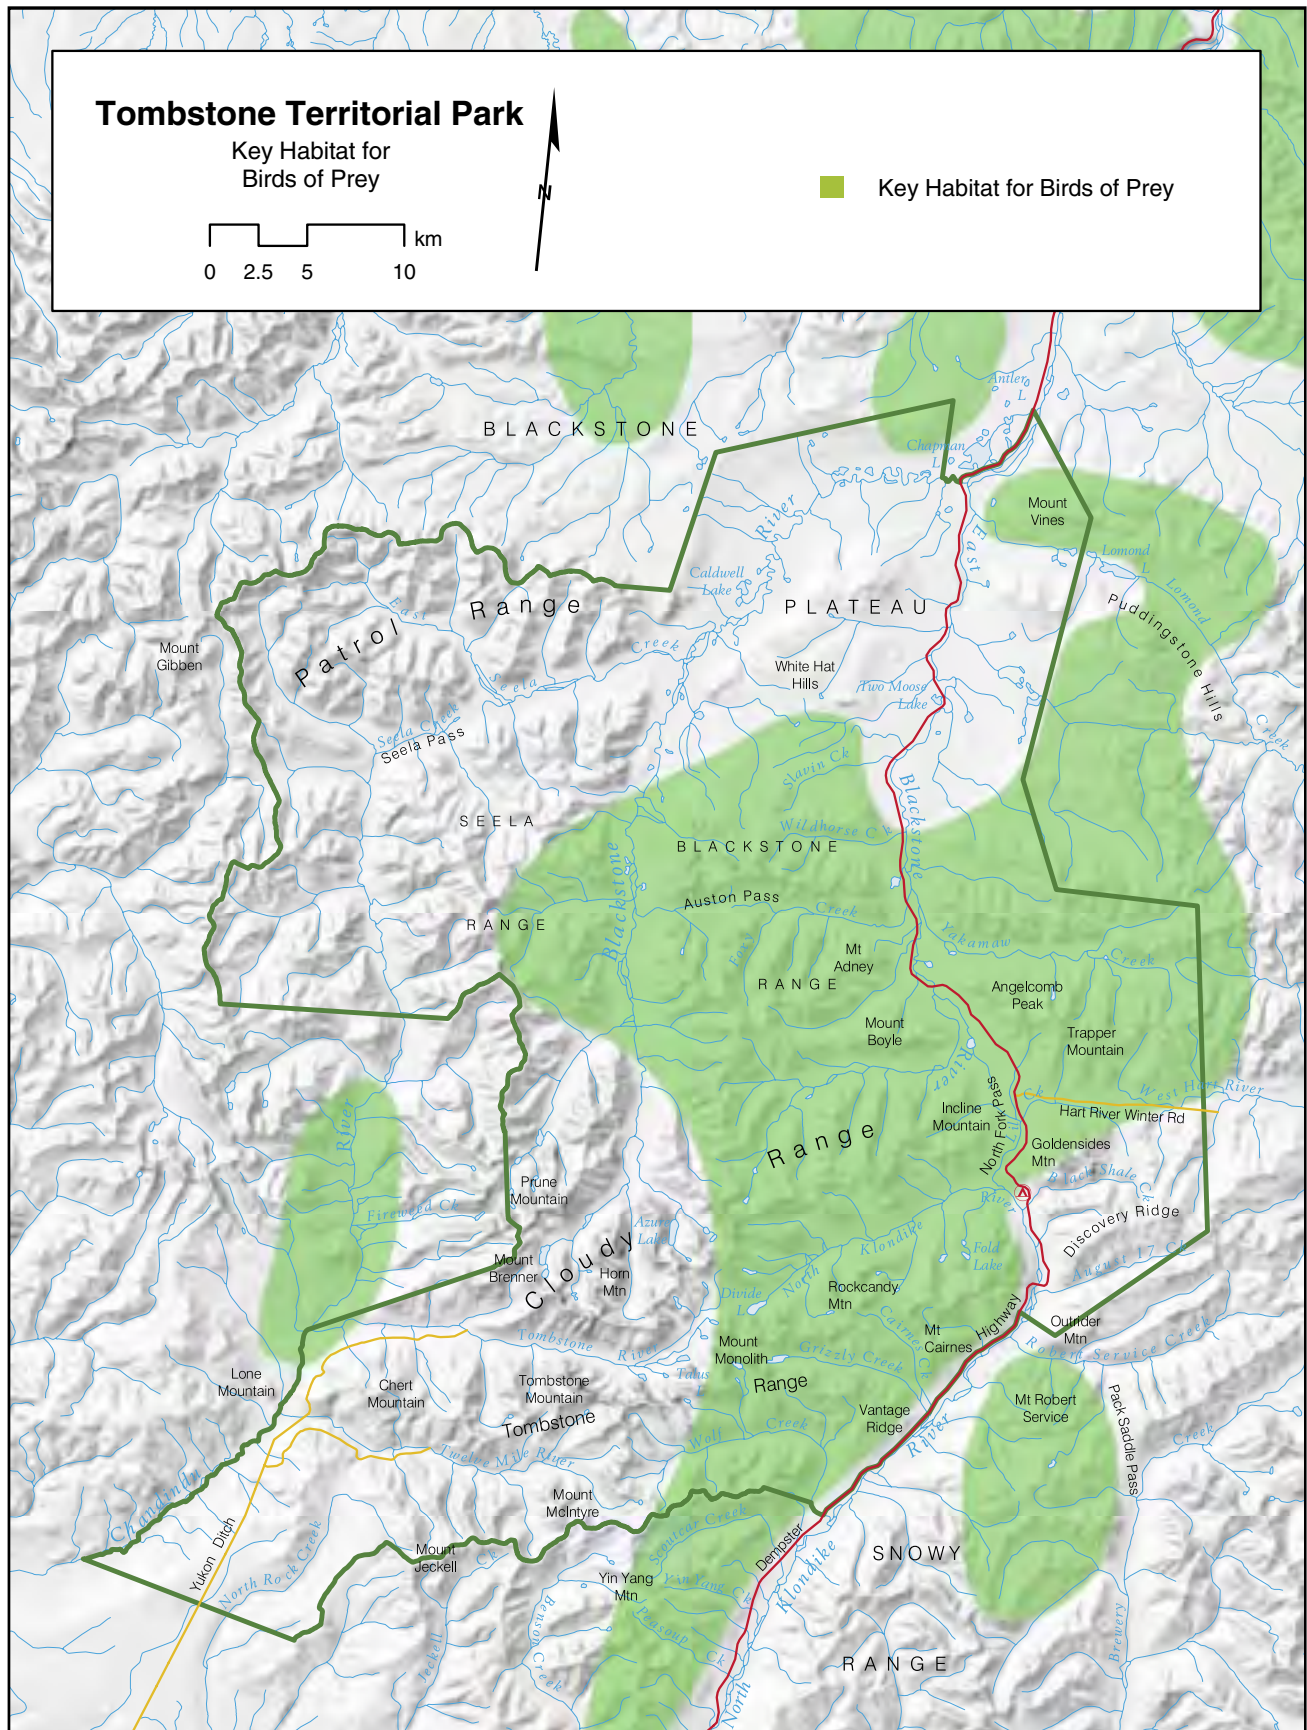 Tombstone Territorial Park
Key Habitat for
Birds of Prey
N
km
0 2.5 5 10
Key Habitat for Birds of Prey
Antler
L
BLACKSTONE
Chapman
L
Mount
Vines
River
East
Lomond
L
Caldwell
Lake
Lomond
Range
PLATEAU
East
Puddingstone Hills
Patrol
Mount
Gibben
Creek
White Hat
Hills
Seela
Two Moose
Lake
Seela Creek
Seela Pass
Creek
Slavin Ck
Blackstone
SEELA
Wildhorse Ck
BLACKSTONE
Blackstone
Auston Pass
Creek
RANGE
Foxy
Yakamaw
Creek
Mt
Adney
RANGE
Angelcomb
Peak
Mount
Boyle
Trapper
Mountain
River
West Hart River
Ck
Hart River Winter Rd
Incline
Mountain
North Fork Pass
River
Range
Goldensides
Mtn
Black Shale Ck
Prune
Mountain
River
Fireweed Ck
Discovery Ridge
Azure
Lake
Klondike
August 17 Ck
Fold
Lake
Cloudy
Mount
Brenner
Horn
Mtn
North
Rockcandy
Mtn
Divide
L
Highway
Outrider
Mtn
Cairnes Ck
Mt
Cairnes
Tombstone River
Robert Service Creek
Mount
Monolith
Grizzly Creek
Lone
Mountain
Talus
L
Chert
Mountain
Tombstone
Mountain
Range
Mt Robert
Service
Pack Saddle Pass
Vantage
Ridge
Tombstone
Wolf Creek
River
Creek
Twelve Mile River
Chandindu
Mount
McIntyre
Scoutcar Creek
Yukon Ditch
North Rock Creek
Dempster
SNOWY
Mount
Jeckell
Ck
Yin Yang
Mtn
Yin Yang Ck
Klondike
Benson Creek
Peasoup Ck
Brewery
Jeckell
RANGE
North